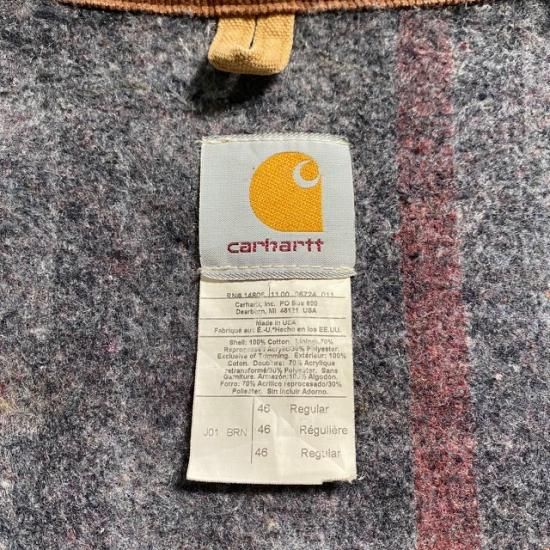 carhartt
RN# 14806 11 00 06724 011
Carhartt, Inc. PO Box 600
Dearborn, MI 48121 USA
Made in USA
Fabriqué aux É.-U.*Hecho en los EE.UU.
Shell: 100% Cotton. Lining: 70%
Reprocessed Acrylic/30% Polyester.
Exclusive of Trimming. Extérieur: 100%
Coton. Doublure: 70% Acrylique
retransformé/30% Polyester. Sans
Garniture. Armazón: 100% Algodón.
Forro: 70% Acrílico reprocesado/30%
Poliester. Sin Incluir Adorno.
46 Regular
J01 BRN 46 Régulière
46 Regular